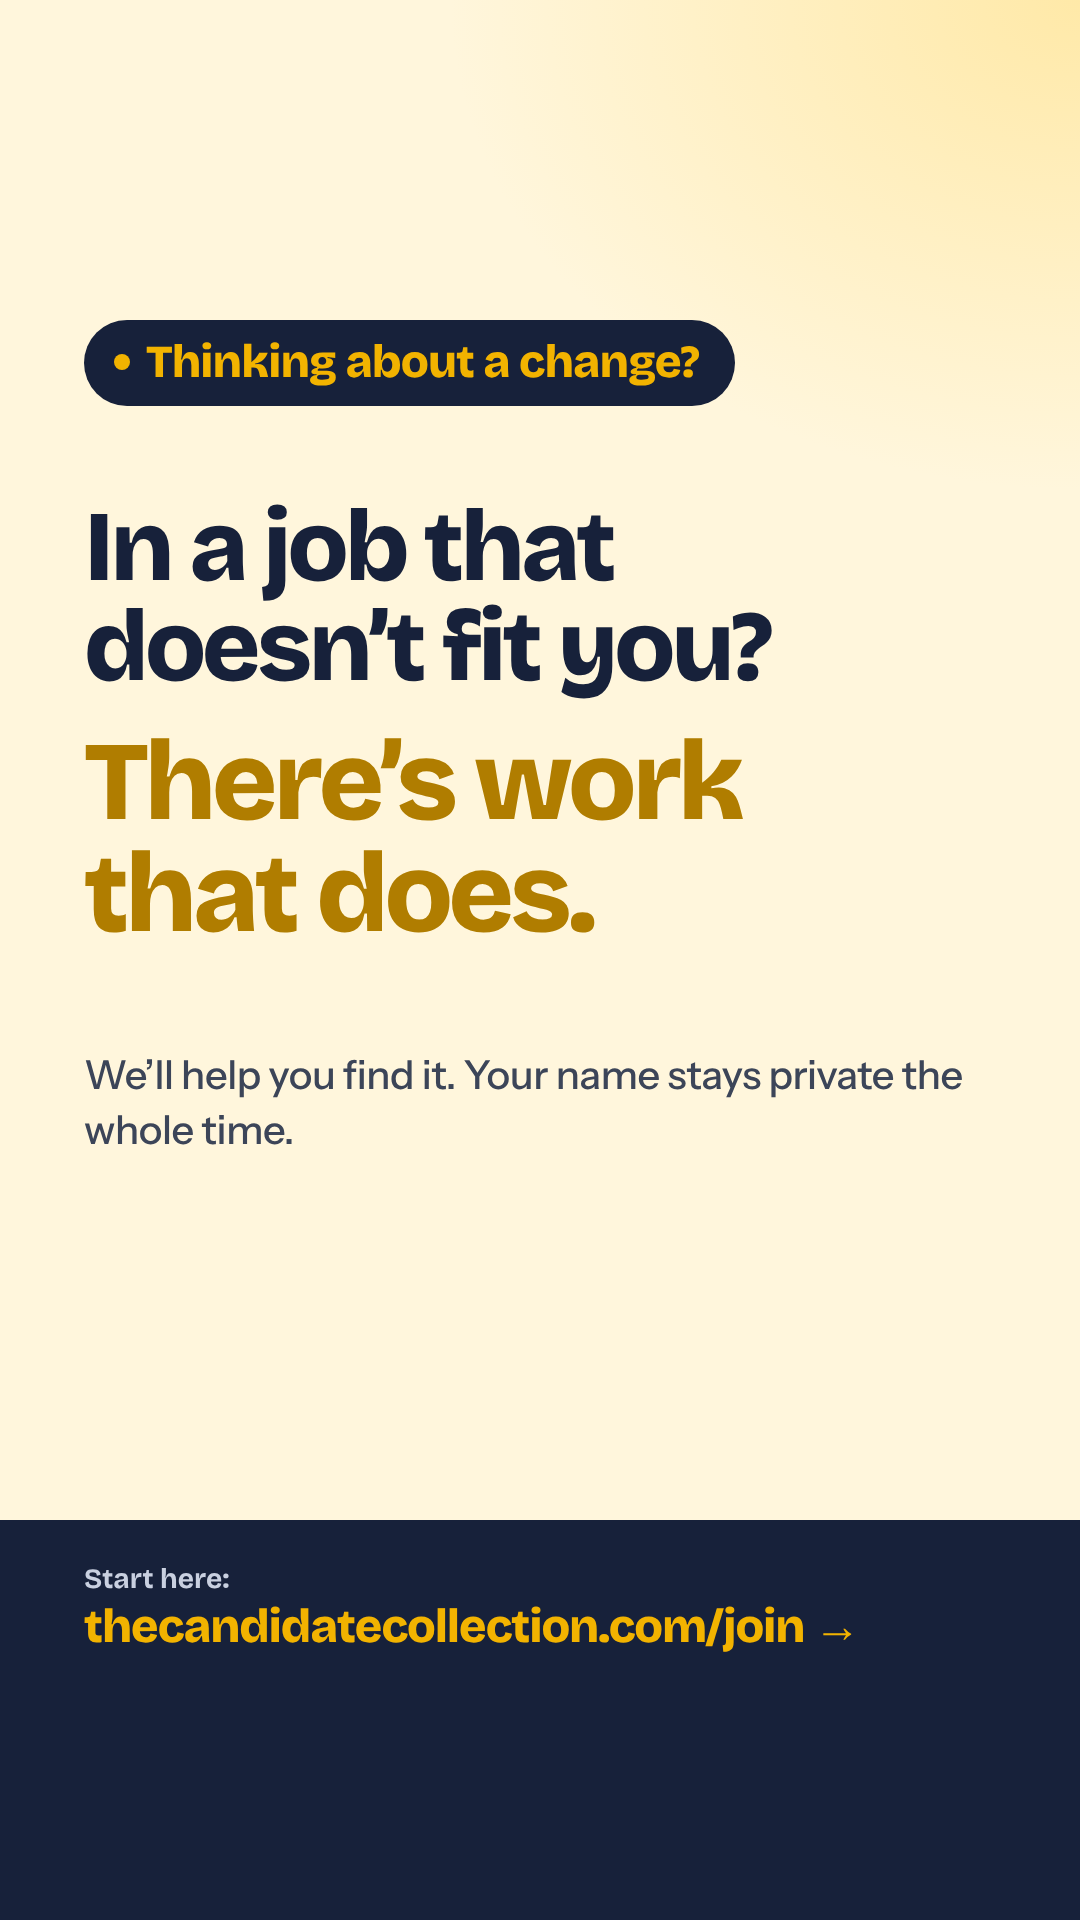 • Thinking about a change?
In a job that
doesn’t fit you?
There’s work
that does.
We’ll help you find it. Your name stays private the
whole time.
Start here:
thecandidatecollection.com/join →